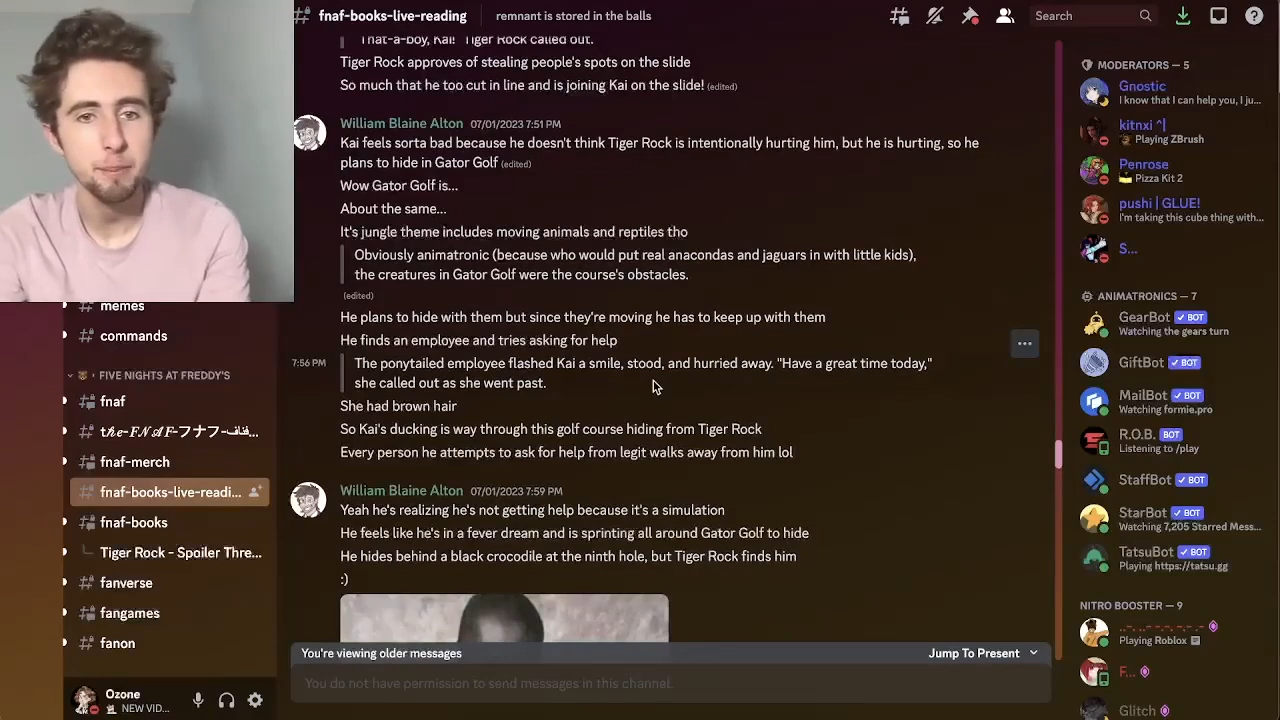 fnaf-books-live-reading
remnant is stored in the balls
Search
That-a-boy, Kai! Tiger Rock called out.
Tiger Rock approves of stealing people's spots on the slide
So much that he too cut in line and is joining Kai on the slide! (edited)
William Blaine Alton 07/01/2023 7:51 PM
Kai feels sorta bad because he doesn't think Tiger Rock is intentionally hurting him, but he is hurting, so he
plans to hide in Gator Golf (edited)
Wow Gator Golf is...
About the same...
It's jungle theme includes moving animals and reptiles tho
Obviously animatronic (because who would put real anacondas and jaguars in with little kids),
the creatures in Gator Golf were the course's obstacles.
(edited)
He plans to hide with them but since they're moving he has to keep up with them
He finds an employee and tries asking for help
7:56 PM
The ponytailed employee flashed Kai a smile, stood, and hurried away. "Have a great time today,"
she called out as she went past.
She had brown hair
So Kai's ducking is way through this golf course hiding from Tiger Rock
Every person he attempts to ask for help from legit walks away from him lol
William Blaine Alton 07/01/2023 7:59 PM
Yeah he's realizing he's not getting help because it's a simulation
He feels like he's in a fever dream and is sprinting all around Gator Golf to hide
He hides behind a black crocodile at the ninth hole, but Tiger Rock finds him
:)
You're viewing older messages
Jump To Present
You do not have permission to send messages in this channel.
memes
commands
FIVE NIGHTS AT FREDDY'S
fnaf
fnaf-merch
fnaf-books-live-readi...
fnaf-books
Tiger Rock - Spoiler Thre...
fanverse
fangames
fanon
Ozone
NEW VID...
MODERATORS — 5
Gnostic
I know that I can help you, I ju...
kitnxi ^|
Playing ZBrush
Penrose
Pizza Kit 2
pushi | GLUE!
I'm taking this cube thing with...
S...
ANIMATRONICS — 7
GearBot BOT
Watching the gears turn
GiftBot BOT
MailBot BOT
Watching formie.pro
R.O.B. BOT
Listening to /play
StaffBot BOT
StarBot BOT
Watching 7,205 Starred Mess...
TatsuBot BOT
Playing https://tatsu.gg
NITRO BOOSTER — 9
Playing Roblox
F...
Glitch